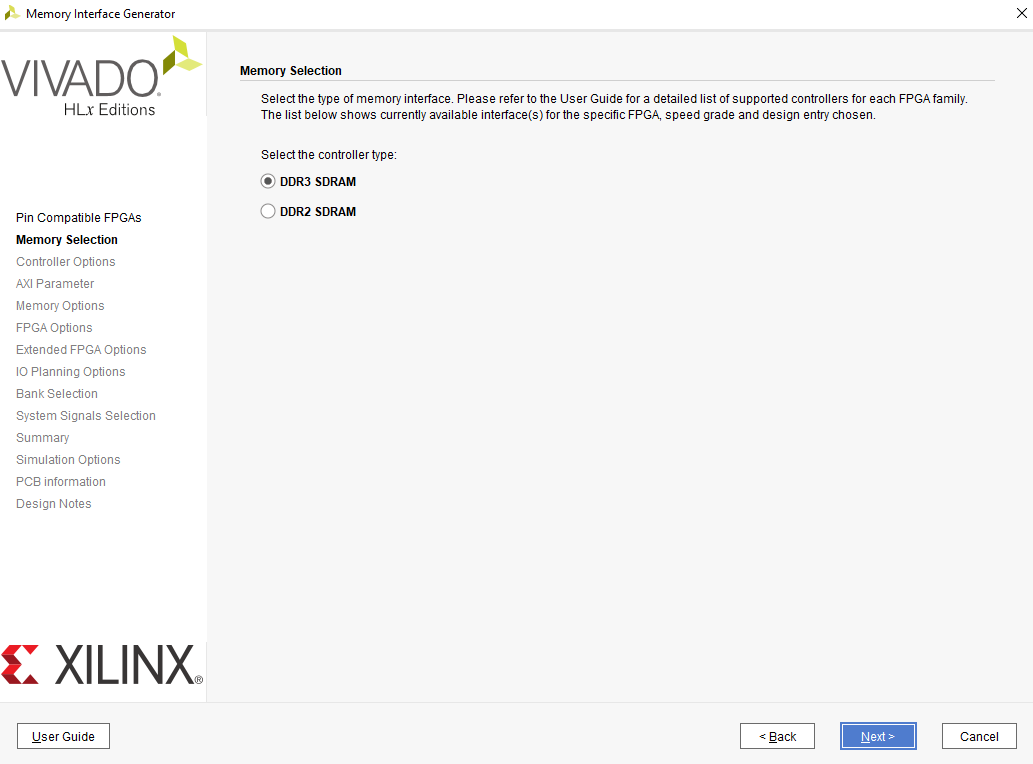 Memory Interface Generator
VIVADO.
HLx Editions
Memory Selection
Select the type of memory interface. Please refer to the User Guide for a detailed list of supported controllers for each FPGA family.
The list below shows currently available interface(s) for the specific FPGA, speed grade and design entry chosen.
Select the controller type:
DDR3 SDRAM
DDR2 SDRAM
Pin Compatible FPGAs
Memory Selection
Controller Options
AXI Parameter
Memory Options
FPGA Options
Extended FPGA Options
IO Planning Options
Bank Selection
System Signals Selection
Summary
Simulation Options
PCB information
Design Notes
XILINX®
User Guide
< Back
Next >
Cancel